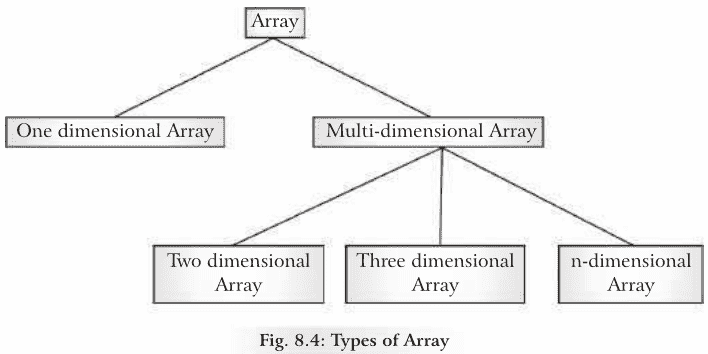 Array
One dimensional Array
Multi-dimensional Array
Two dimensional
Array
Three dimensional
Array
n-dimensional
Array
Fig. 8.4: Types of Array